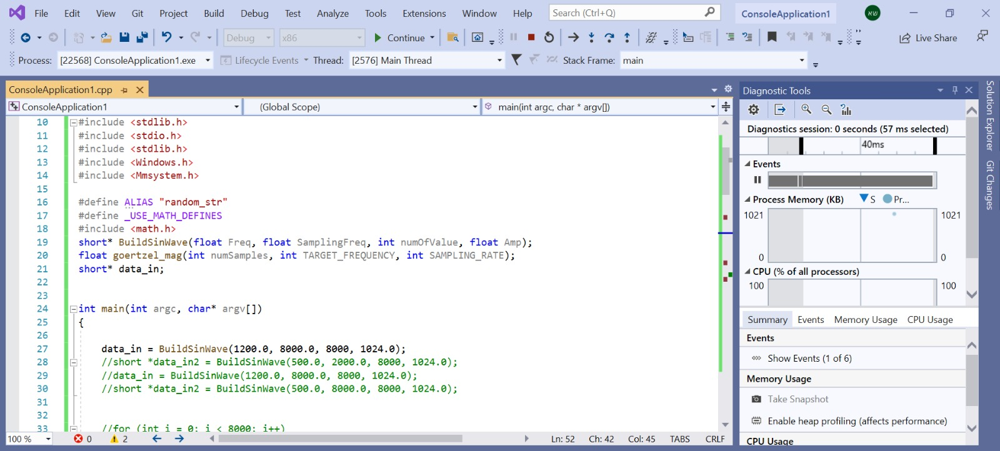 File Edit View Git Project Build Debug Test Analyze Tools Extensions Window Help Search (Ctrl+Q) ConsoleApplication1 שא
Debug x86 Continue Live Share
Process: [22568] ConsoleApplication1.exe Lifecycle Events Thread: [2576] Main Thread Stack Frame: main
ConsoleApplication1.cpp
ConsoleApplication1 (Global Scope) main(int argc, char * argv[])
10 #include <stdlib.h>
11 #include <stdio.h>
12 #include <stdlib.h>
13 #include <Windows.h>
14 #include <Mmsystem.h>
15
16 #define ALIAS "random_str"
17 #define _USE_MATH_DEFINES
18 #include <math.h>
19 short* BuildSinWave(float Freq, float SamplingFreq, int numOfValue, float Amp);
20 float goertzel_mag(int numSamples, int TARGET_FREQUENCY, int SAMPLING_RATE);
21 short* data_in;
22
23
24 int main(int argc, char* argv[])
25 {
26
27 data_in = BuildSinWave(1200.0, 8000.0, 8000, 1024.0);
28 //short *data_in2 = BuildSinWave(500.0, 2000.0, 8000, 1024.0);
29 //data_in = BuildSinWave(1200.0, 8000.0, 8000, 1024.0);
30 //short *data_in2 = BuildSinWave(500.0, 8000.0, 8000, 1024.0);
31
32
33 //for (int i = 0; i < 8000; i++)
100 % 0 2 Ln: 52 Ch: 42 Col: 45 TABS CRLF
Diagnostic Tools
Diagnostics session: 0 seconds (57 ms selected)
40ms
Events
Process Memory (KB) S Pr...
1021 1021
0 0
CPU (% of all processors)
100 100
Summary Events Memory Usage CPU Usage
Events
Show Events (1 of 6)
Memory Usage
Take Snapshot
Enable heap profiling (affects performance)
CPU Usage
Solution Explorer
Git Changes